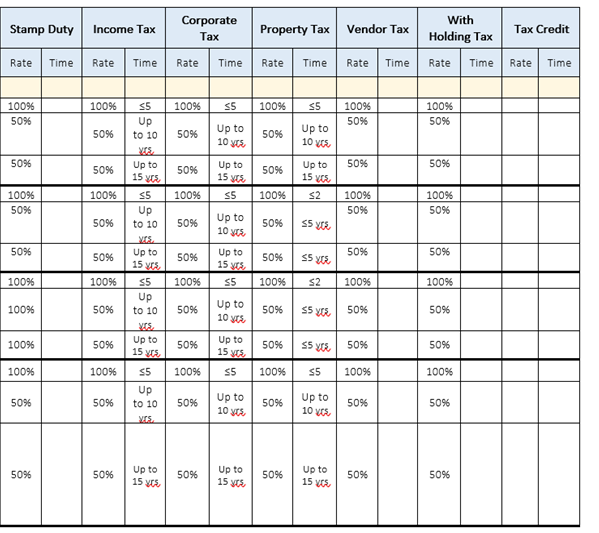 Stamp Duty Income Tax Corporate Tax Property Tax Vendor Tax With Holding Tax Tax Credit
Rate Time Rate Time Rate Time Rate Time Rate Time Rate Time Rate Time
100% 100% ≤5 100% ≤5 100% ≤5 100% 100%
50% 50% Up to 10 yrs. 50% Up to 10 yrs. 50% Up to 10 yrs. 50% 50%
50% 50% Up to 15 yrs. 50% Up to 15 yrs. 50% Up to 15 yrs. 50% 50%
100% 100% ≤5 100% ≤5 100% ≤2 100% 100%
50% 50% Up to 10 yrs. 50% Up to 10 yrs. 50% ≤5 yrs. 50% 50%
50% 50% Up to 15 yrs. 50% Up to 15 yrs. 50% ≤5 yrs. 50% 50%
100% 100% ≤5 100% ≤5 100% ≤2 100% 100%
100% 50% Up to 10 yrs. 50% Up to 10 yrs. 50% ≤5 yrs. 50% 50%
100% 50% Up to 15 yrs. 50% Up to 15 yrs. 50% ≤5 yrs. 50% 50%
100% 100% ≤5 100% ≤5 100% ≤5 100% 100%
50% 50% Up to 10 yrs. 50% Up to 10 yrs. 50% Up to 10 yrs. 50% 50%
50% 50% Up to 15 yrs. 50% Up to 15 yrs. 50% Up to 15 yrs. 50% 50%